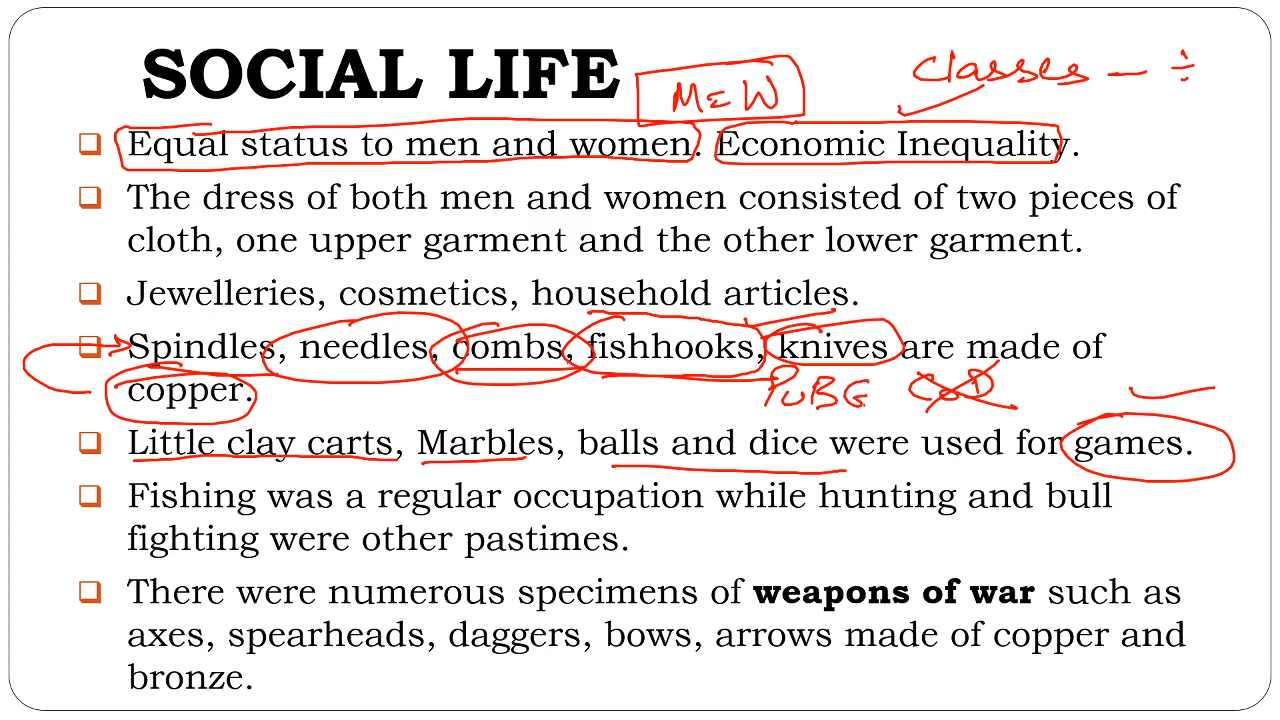 SOCIAL LIFE
M = W
Classes – ÷
❑ Equal status to men and women. Economic Inequality.
❑ The dress of both men and women consisted of two pieces of
cloth, one upper garment and the other lower garment.
❑ Jewelleries, cosmetics, household articles.
❑ Spindles, needles, combs, fishhooks, knives are made of
copper.
PUBG COD
❑ Little clay carts, Marbles, balls and dice were used for games.
❑ Fishing was a regular occupation while hunting and bull
fighting were other pastimes.
❑ There were numerous specimens of weapons of war such as
axes, spearheads, daggers, bows, arrows made of copper and
bronze.